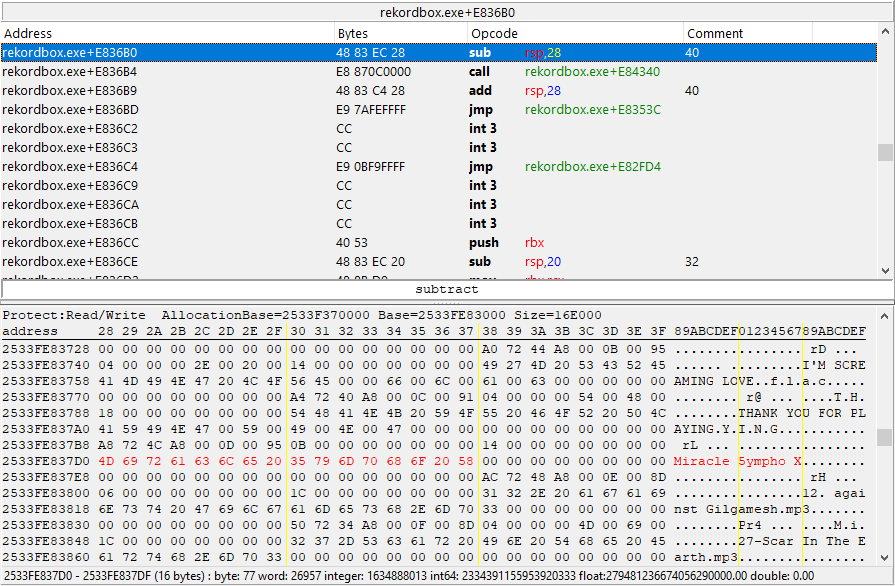 rekordbox.exe+E836B0
Address Bytes Opcode Comment
rekordbox.exe+E836B0 48 83 EC 28 sub rsp,28 40
rekordbox.exe+E836B4 E8 870C0000 call rekordbox.exe+E84340
rekordbox.exe+E836B9 48 83 C4 28 add rsp,28 40
rekordbox.exe+E836BD E9 7AFEFFFF jmp rekordbox.exe+E8353C
rekordbox.exe+E836C2 CC int 3
rekordbox.exe+E836C3 CC int 3
rekordbox.exe+E836C4 E9 0BF9FFFF jmp rekordbox.exe+E82FD4
rekordbox.exe+E836C9 CC int 3
rekordbox.exe+E836CA CC int 3
rekordbox.exe+E836CB CC int 3
rekordbox.exe+E836CC 40 53 push rbx
rekordbox.exe+E836CE 48 83 EC 20 sub rsp,20 32
subtract
Protect:Read/Write AllocationBase=2533F370000 Base=2533FE83000 Size=16E000
address 28 29 2A 2B 2C 2D 2E 2F 30 31 32 33 34 35 36 37 38 39 3A 3B 3C 3D 3E 3F 89ABCDEF0123456789ABCDEF
2533FE83728 00 00 00 00 00 00 00 00 00 00 00 00 00 00 00 00 A0 72 44 A8 00 0B 00 95 ................ rD ...
2533FE83740 04 00 00 00 2E 00 20 00 14 00 00 00 00 00 00 00 49 27 4D 20 53 43 52 45 ....... ........I'M SCRE
2533FE83758 41 4D 49 4E 47 20 4C 4F 56 45 00 00 66 00 6C 00 61 00 63 00 00 00 00 00 AMING LOVE..f.l.a.c.....
2533FE83770 00 00 00 00 00 00 00 00 A4 72 40 A8 00 0C 00 91 04 00 00 00 54 00 48 00 ........ r@ ... ....T.H.
2533FE83788 18 00 00 00 00 00 00 00 54 48 41 4E 4B 20 59 4F 55 20 46 4F 52 20 50 4C ........THANK YOU FOR PL
2533FE837A0 41 59 49 4E 47 00 59 00 49 00 4E 00 47 00 00 00 00 00 00 00 00 00 00 00 AYING.Y.I.N.G...........
2533FE837B8 A8 72 4C A8 00 0D 00 95 0B 00 00 00 00 00 00 00 14 00 00 00 00 00 00 00 rL ... ................
2533FE837D0 4D 69 72 61 63 6C 65 20 35 79 6D 70 68 6F 20 58 00 00 00 00 00 00 00 00 Miracle 5ympho X........
2533FE837E8 00 00 00 00 00 00 00 00 00 00 00 00 00 00 00 00 AC 72 48 A8 00 0E 00 8D ................ rH ...
2533FE83800 06 00 00 00 00 00 00 00 1C 00 00 00 00 00 00 00 31 32 2E 20 61 67 61 69 ................12. agai
2533FE83818 6E 73 74 20 47 69 6C 67 61 6D 65 73 68 2E 6D 70 33 00 00 00 00 00 00 00 nst Gilgamesh.mp3.......
2533FE83830 00 00 00 00 00 00 00 00 50 72 34 A8 00 0F 00 8D 04 00 00 00 4D 00 69 00 ........Pr4 ... ....M.i.
2533FE83848 1C 00 00 00 00 00 00 00 32 37 2D 53 63 61 72 20 49 6E 20 54 68 65 20 45 ........27-Scar In The E
2533FE83860 61 72 74 68 2E 6D 70 33 00 00 00 00 00 00 00 00 00 00 00 00 00 00 00 00 arth.mp3................
2533FE837D0 - 2533FE837DF (16 bytes) : byte: 77 word: 26957 integer: 1634888013 int64: 2334391155953920333 float:279481236674056290000.00 double: 0.00